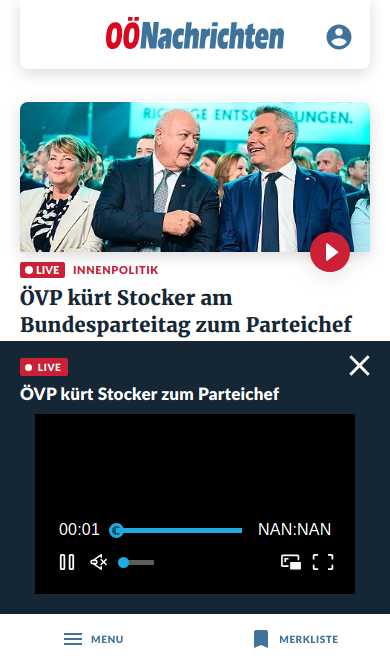 OÖNachrichten
RICHTIGE ENTSCHEIDUNGEN.
LIVE INNENPOLITIK
ÖVP kürt Stocker am
Bundesparteitag zum Parteichef
LIVE
ÖVP kürt Stocker zum Parteichef
00:01 NAN:NAN
MENU MERKLISTE